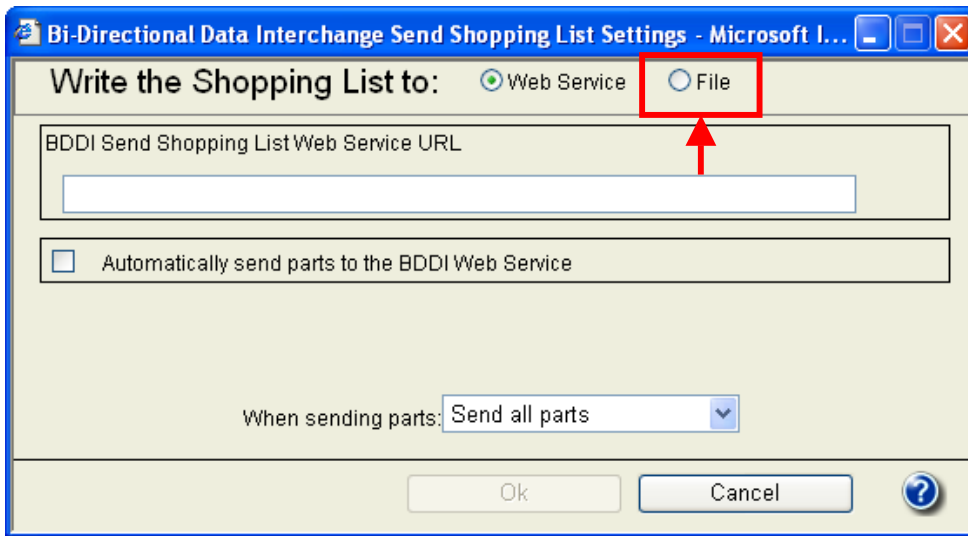 Bi-Directional Data Interchange Send Shopping List Settings - Microsoft I...
Write the Shopping List to: Web Service File
BDDI Send Shopping List Web Service URL
Automatically send parts to the BDDI Web Service
When sending parts: Send all parts
Ok Cancel ?